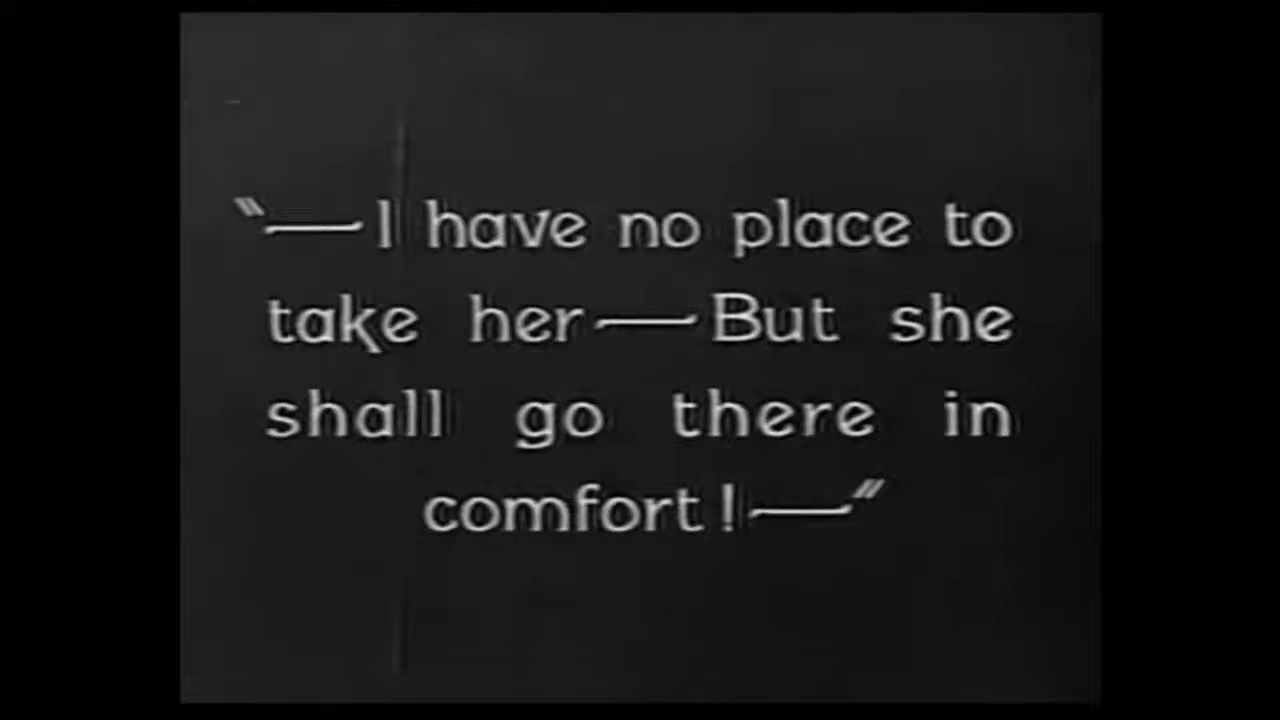 "—I have no place to
take her—But she
shall go there in
comfort!—"